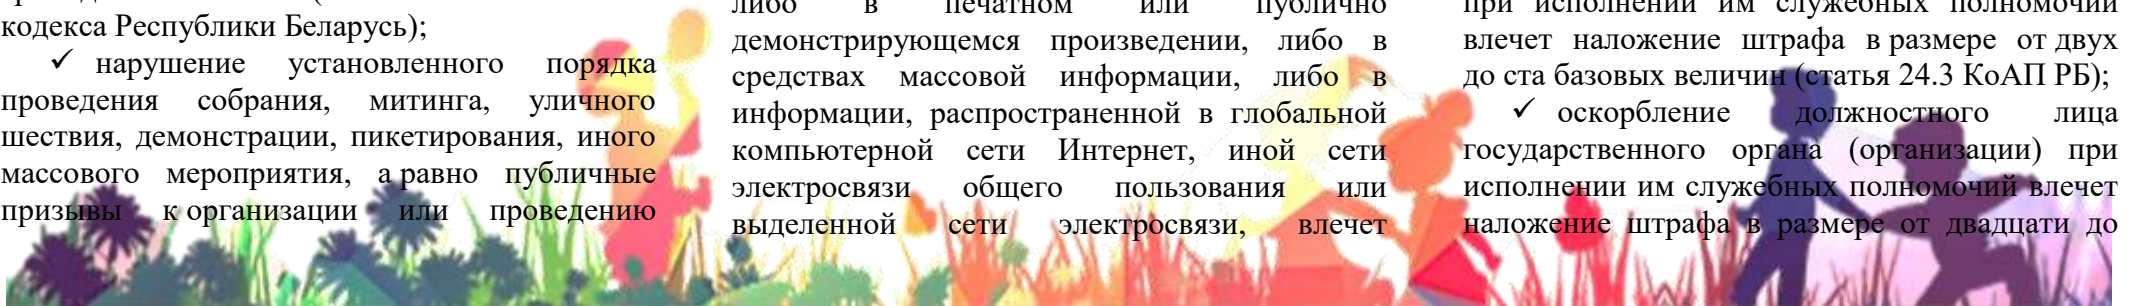 кодекса Республики Беларусь);
✓ нарушение установленного порядка
проведения собрания, митинга, уличного
шествия, демонстрации, пикетирования, иного
массового мероприятия, а равно публичные
призывы к организации или проведению
либо в печатном или публично
демонстрирующемся произведении, либо в
средствах массовой информации, либо в
информации, распространенной в глобальной
компьютерной сети Интернет, иной сети
электросвязи общего пользования или
выделенной сети электросвязи, влечет
при исполнении им служебных полномочий
влечет наложение штрафа в размере от двух
до ста базовых величин (статья 24.3 КоАП РБ);
✓ оскорбление должностного лица
государственного органа (организации) при
исполнении им служебных полномочий влечет
наложение штрафа в размере от двадцати до